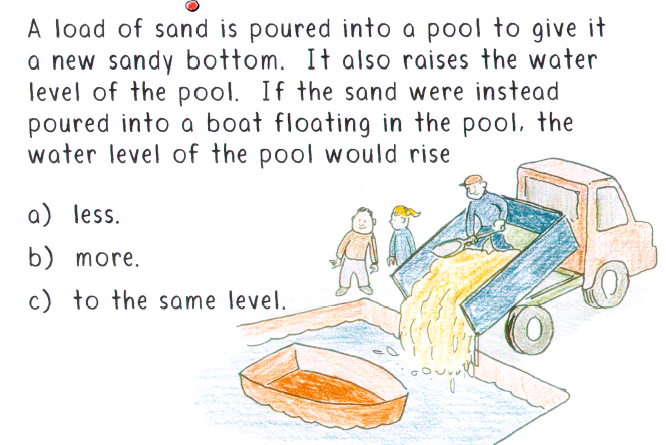 A load of sand is poured into a pool to give it
a new sandy bottom. It also raises the water
level of the pool. If the sand were instead
poured into a boat floating in the pool, the
water level of the pool would rise
a) less.
b) more.
c) to the same level.